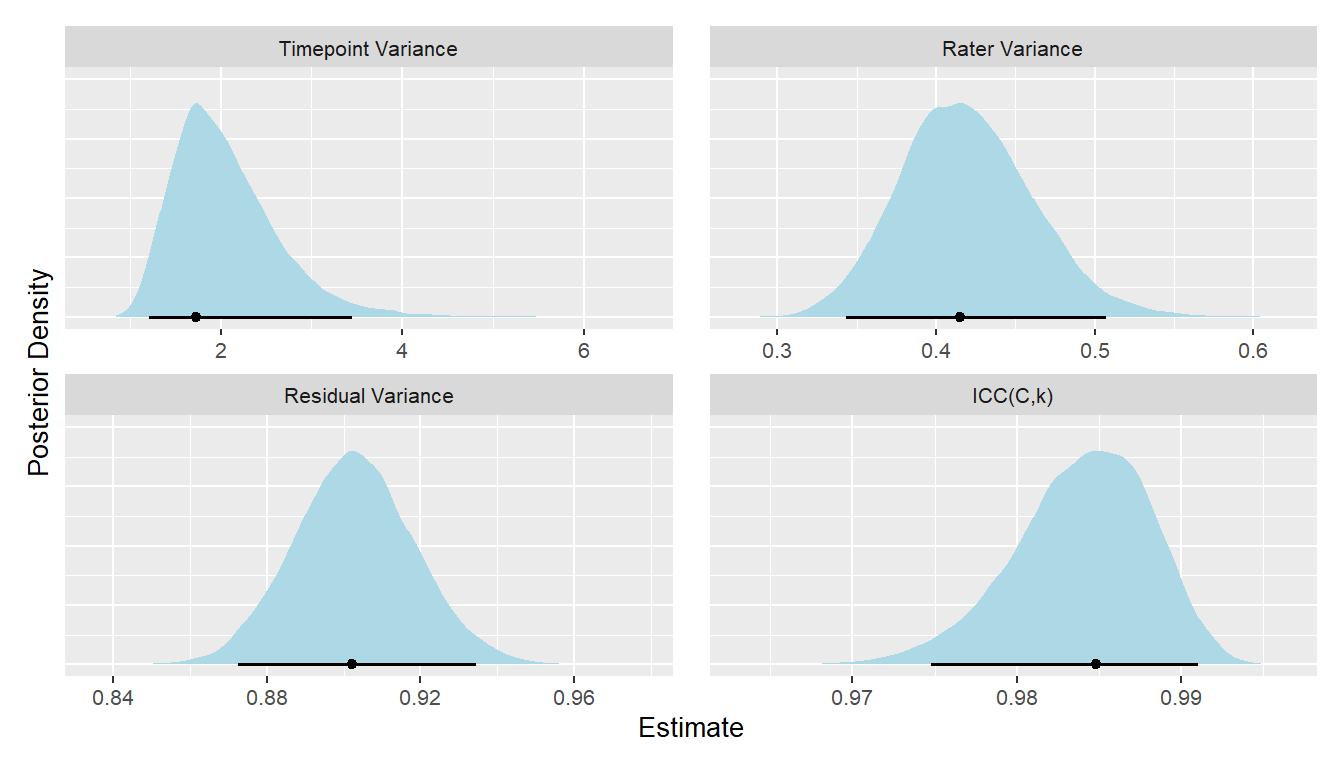 Timepoint Variance
Rater Variance
2 4 6
0.3 0.4 0.5 0.6
Residual Variance
ICC(C,k)
0.84 0.88 0.92 0.96
0.97 0.98 0.99
Posterior Density
Estimate